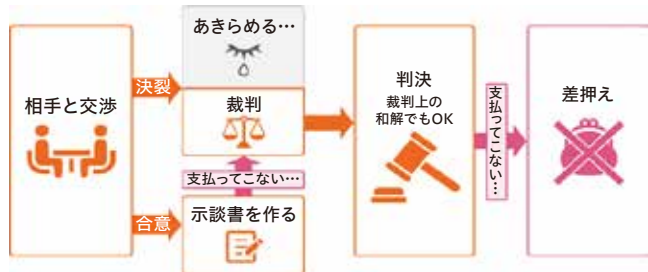 相手と交渉
決裂
合意
あきらめる…
裁判
支払ってこない…
示談書を作る
判決
裁判上の
和解でもOK
支払ってこない…
差押え